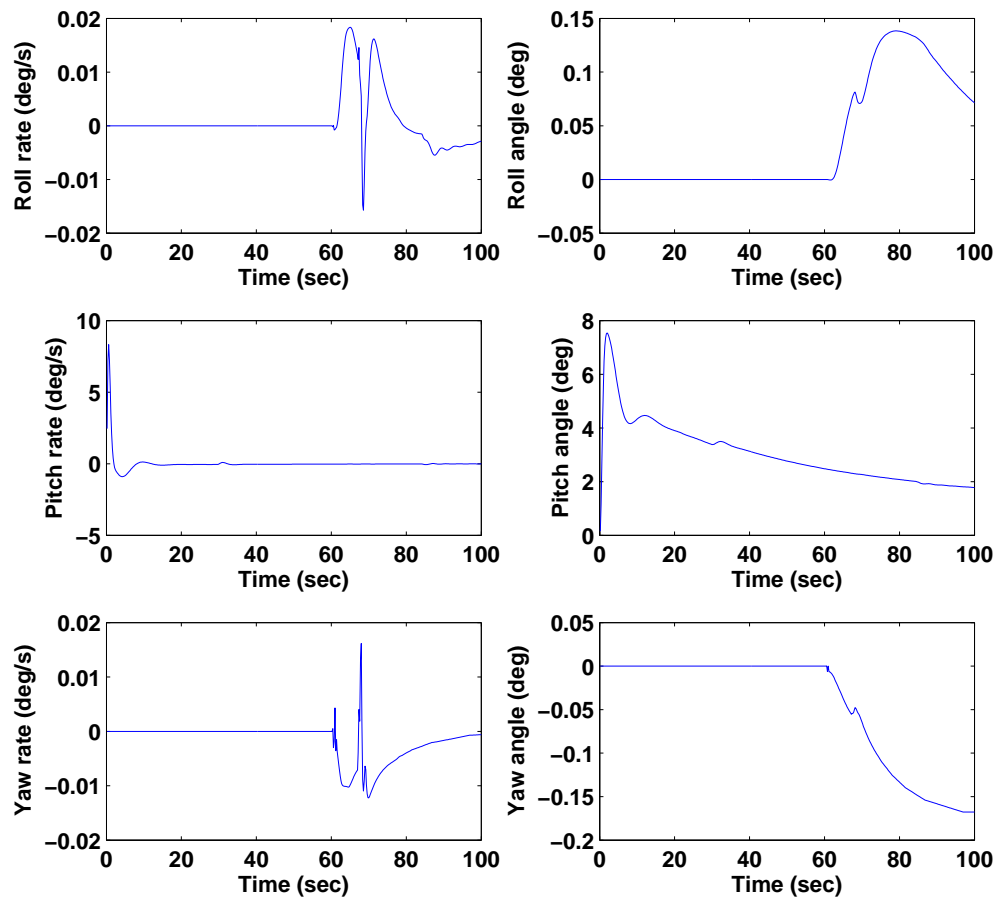 Roll rate (deg/s)
0.02
0.01
0
−0.01
−0.02
0 20 40 60 80 100
Time (sec)
Roll angle (deg)
0.15
0.1
0.05
0
−0.05
0 20 40 60 80 100
Time (sec)
Pitch rate (deg/s)
10
5
0
−5
0 20 40 60 80 100
Time (sec)
Pitch angle (deg)
8
6
4
2
0
0 20 40 60 80 100
Time (sec)
Yaw rate (deg/s)
0.02
0.01
0
−0.01
−0.02
0 20 40 60 80 100
Time (sec)
Yaw angle (deg)
0.05
0
−0.05
−0.1
−0.15
−0.2
0 20 40 60 80 100
Time (sec)